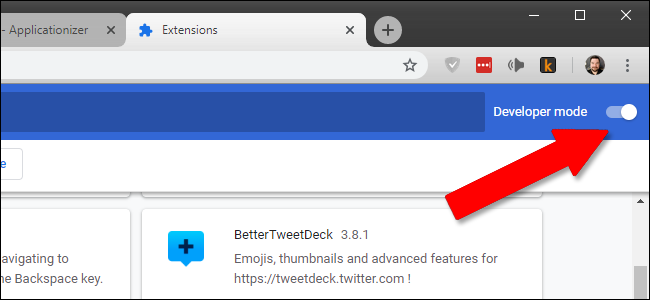 - Applicationizer
Extensions
Developer mode
e
BetterTweetDeck 3.8.1
Emojis, thumbnails and advanced features for
https://tweetdeck.twitter.com !
avigating to
ne Backspace key.